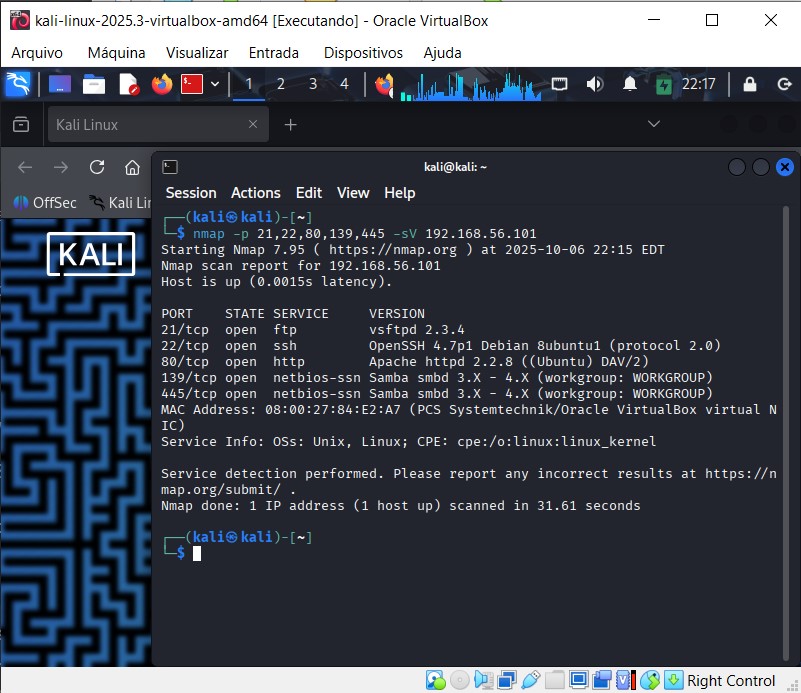 kali-linux-2025.3-virtualbox-amd64 [Executando] - Oracle VirtualBox
Arquivo Máquina Visualizar Entrada Dispositivos Ajuda
1 2 3 4 22:17
Kali Linux
kali@kali: ~
Session Actions Edit View Help
OffSec Kali Li
KALI
┌──(kali㉿kali)-[~]
└─$ nmap -p 21,22,80,139,445 -sV 192.168.56.101
Starting Nmap 7.95 ( https://nmap.org ) at 2025-10-06 22:15 EDT
Nmap scan report for 192.168.56.101
Host is up (0.0015s latency).
PORT STATE SERVICE VERSION
21/tcp open ftp vsftpd 2.3.4
22/tcp open ssh OpenSSH 4.7p1 Debian 8ubuntu1 (protocol 2.0)
80/tcp open http Apache httpd 2.2.8 ((Ubuntu) DAV/2)
139/tcp open netbios-ssn Samba smbd 3.X - 4.X (workgroup: WORKGROUP)
445/tcp open netbios-ssn Samba smbd 3.X - 4.X (workgroup: WORKGROUP)
MAC Address: 08:00:27:84:E2:A7 (PCS Systemtechnik/Oracle VirtualBox virtual N
IC)
Service Info: OSs: Unix, Linux; CPE: cpe:/o:linux:linux_kernel
Service detection performed. Please report any incorrect results at https://n
map.org/submit/ .
Nmap done: 1 IP address (1 host up) scanned in 31.61 seconds
┌──(kali㉿kali)-[~]
└─$
Right Control